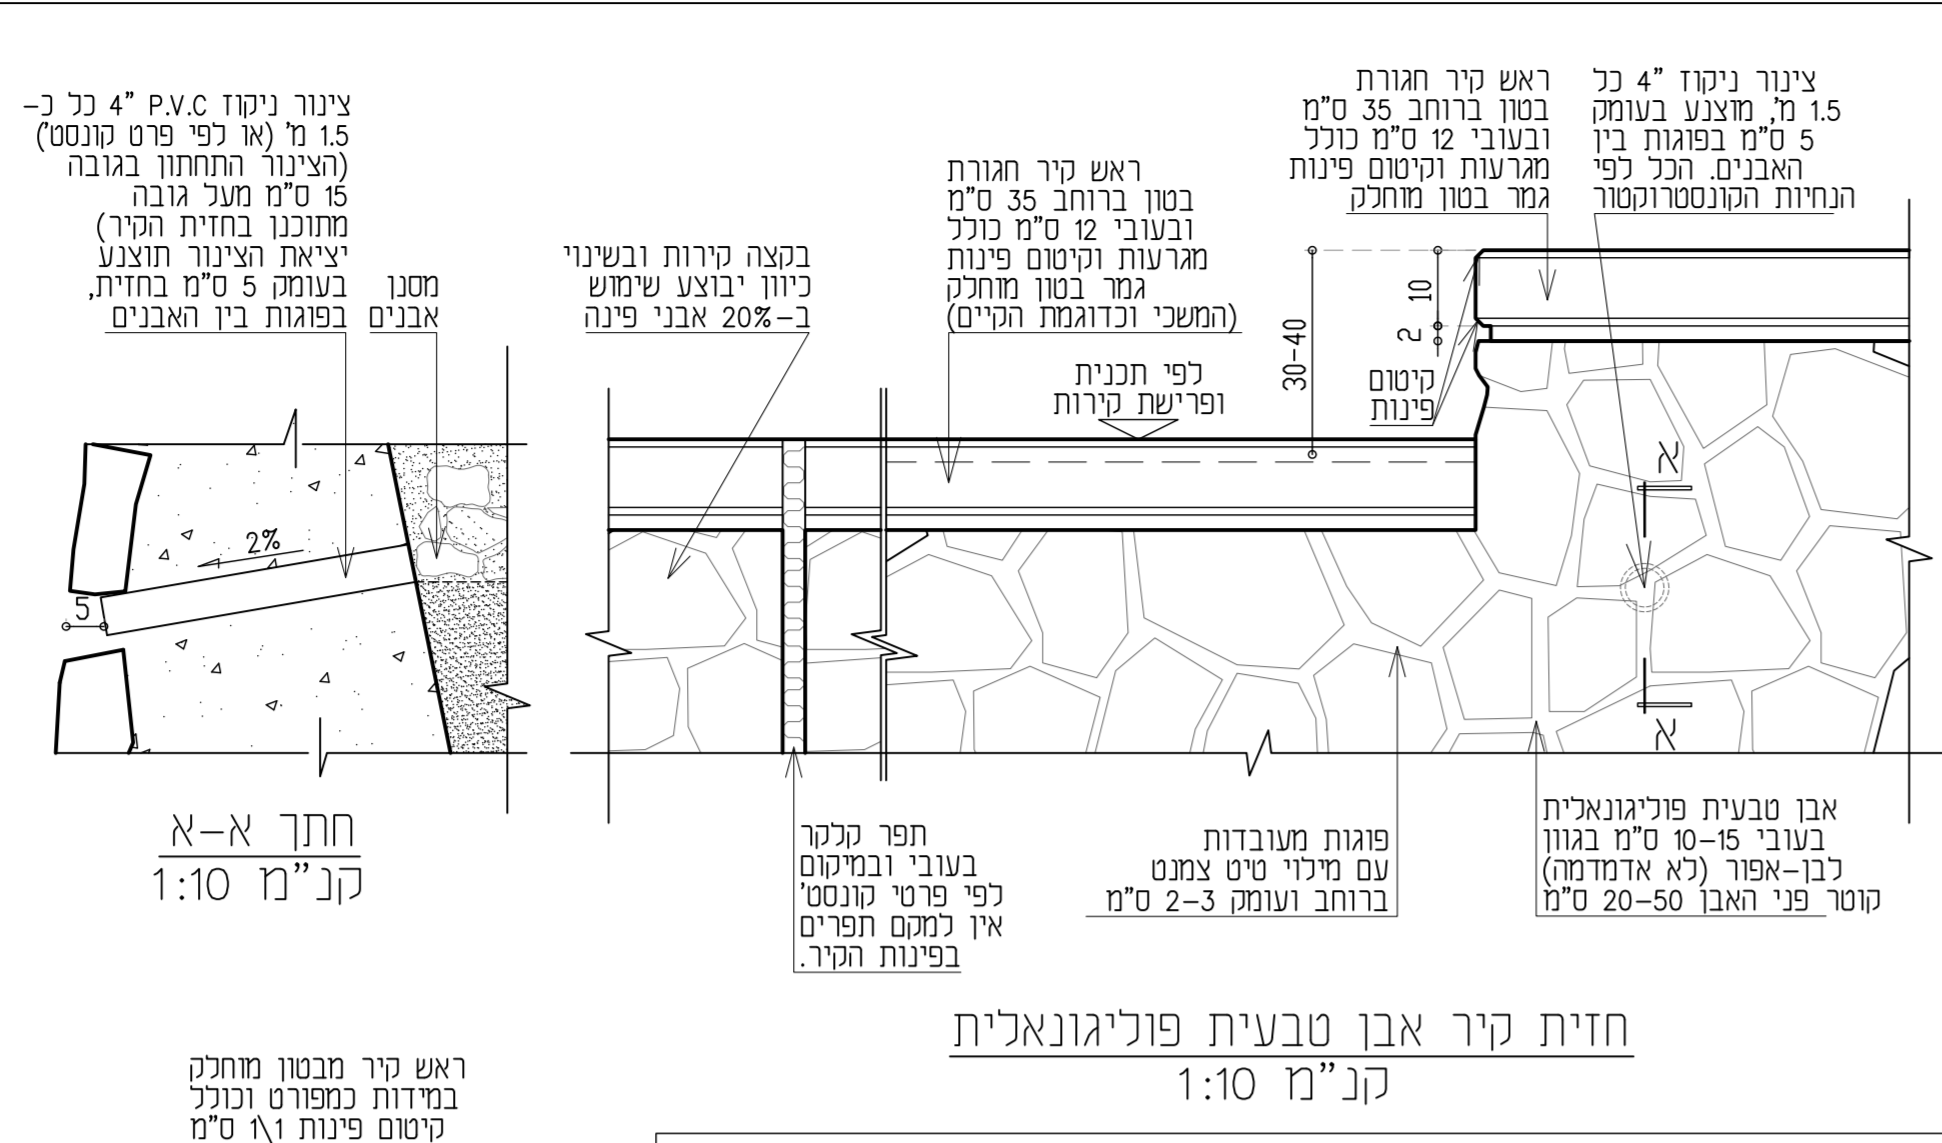 צינור ניקוז 4" כל
1.5 מ', מוצנע בעומק
5 ס"מ בפוגות בין
האבנים. הכל לפי
הנחיות הקונסטרוקטור
ראש קיר חגורת
בטון ברוחב 35 ס"מ
ובעובי 12 ס"מ כולל
מגרעות וקיטום פינות
גמר בטון מוחלק
ראש קיר חגורת
בטון ברוחב 35 ס"מ
ובעובי 12 ס"מ כולל
מגרעות וקיטום פינות
גמר בטון מוחלק
(המשכי וכדוגמת הקיים)
בקצה קירות ובשינוי
כיוון יבוצע שימוש
ב-20% אבני פינה
מסנן
אבנים
צינור ניקוז P.V.C 4" כל כ-
1.5 מ' (או לפי פרט קונסט')
(הצינור התחתון בגובה
15 ס"מ מעל גובה
מתוכנן בחזית הקיר)
יציאת הצינור תוצנע
בעומק 5 ס"מ בחזית,
בפוגות בין האבנים
10
2
30-40
קיטום
פינות
לפי תכנית
ופרישת קירות
א
א
2%
5
אבן טבעית פוליגונאלית
בעובי 10-15 ס"מ בגוון
לבן-אפור (לא אדמדמה)
קוטר פני האבן 20-50 ס"מ
פוגות מעובדות
עם מילוי טיט צמנט
ברוחב ועומק 2-3 ס"מ
תפר קלקר
בעובי ובמיקום
לפי פרטי קונסט'
אין למקם תפרים
בפינות הקיר.
חתך א-א
קנ"מ 1:10
חזית קיר אבן טבעית פוליגונאלית
קנ"מ 1:10
ראש קיר מבטון מוחלק
במידות כמפורט וכולל
קיטום פינות 1\1 ס"מ